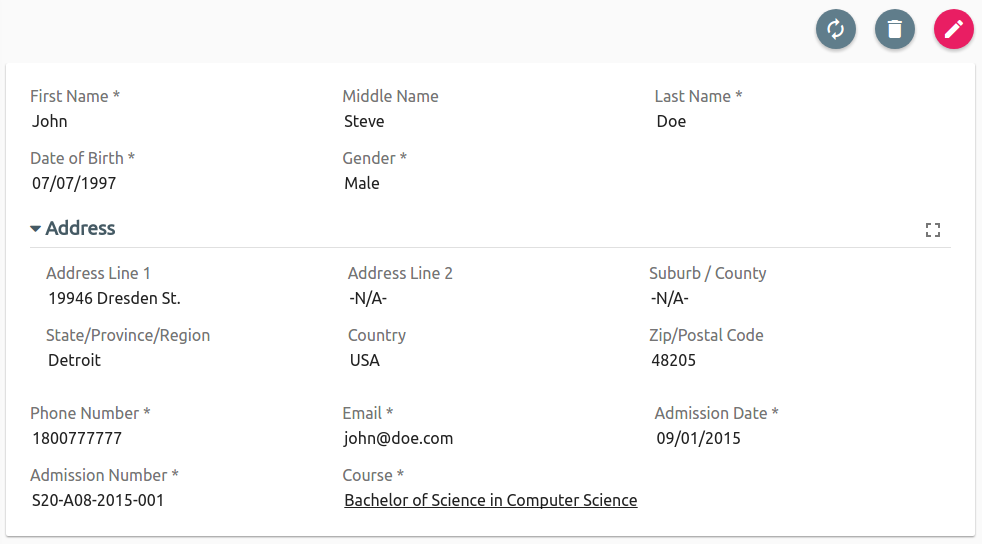 First Name * Middle Name Last Name *
John Steve Doe
Date of Birth * Gender *
07/07/1997 Male
Address
Address Line 1 Address Line 2 Suburb / County
19946 Dresden St. -N/A- -N/A-
State/Province/Region Country Zip/Postal Code
Detroit USA 48205
Phone Number * Email * Admission Date *
1800777777 john@doe.com 09/01/2015
Admission Number * Course *
S20-A08-2015-001 Bachelor of Science in Computer Science